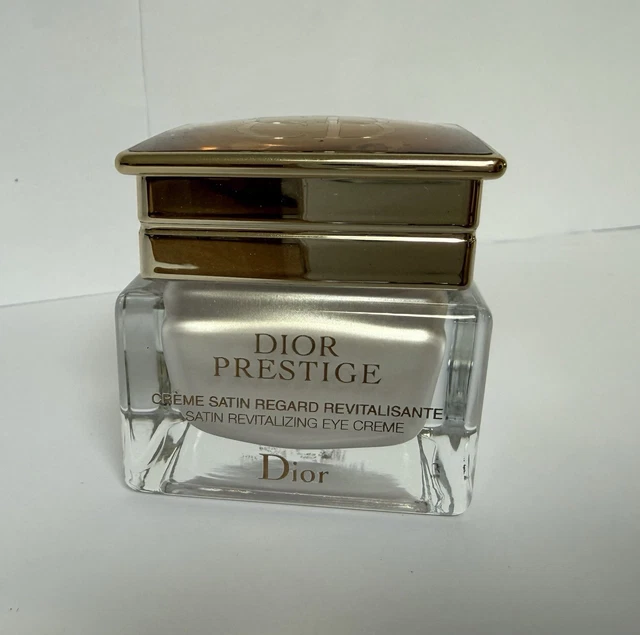 DIOR
PRESTIGE
CRÈME SATIN REGARD REVITALISANTE
SATIN REVITALIZING EYE CREME
Dior